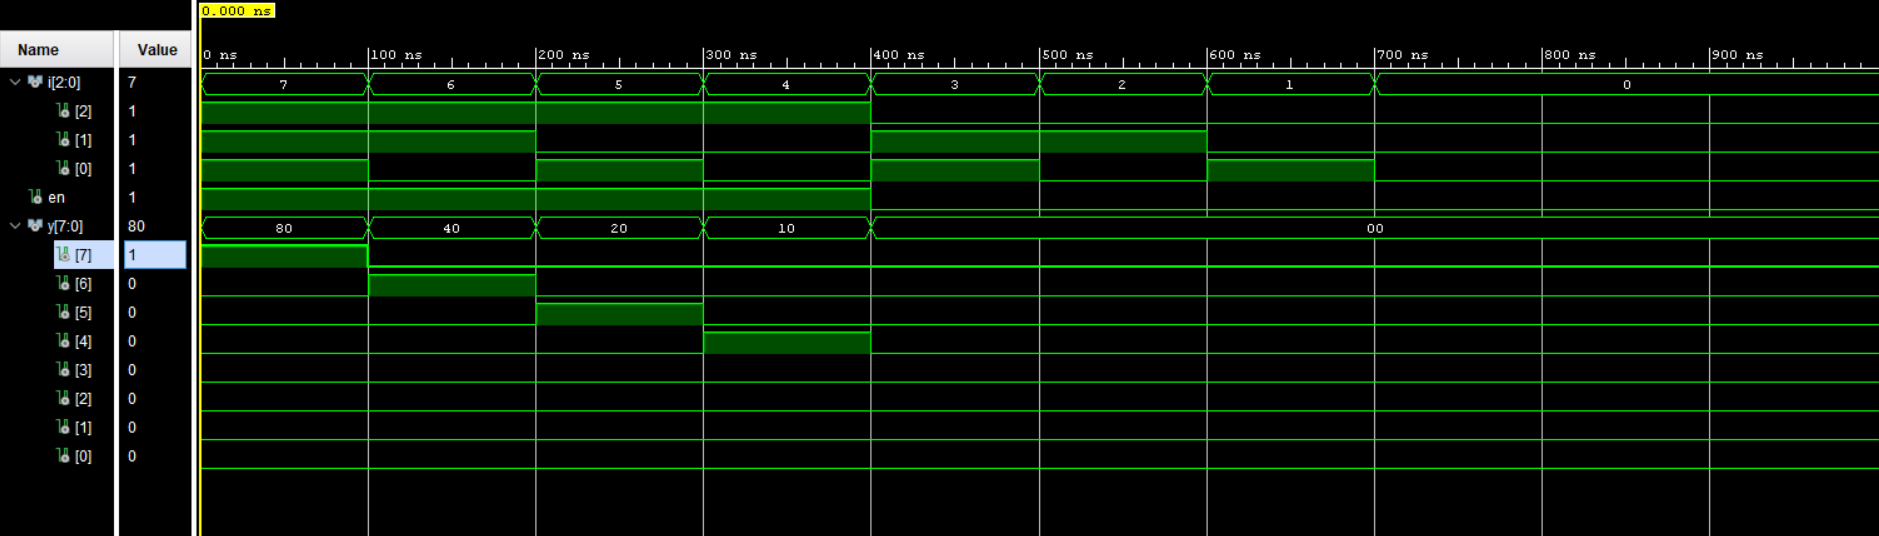 0.000 ns
Name Value
0 ns 100 ns 200 ns 300 ns 400 ns 500 ns 600 ns 700 ns 800 ns 900 ns
i[2:0] 7 7 6 5 4 3 2 1 0
[2] 1
[1] 1
[0] 1
en 1
y[7:0] 80 80 40 20 10 00
[7] 1
[6] 0
[5] 0
[4] 0
[3] 0
[2] 0
[1] 0
[0] 0